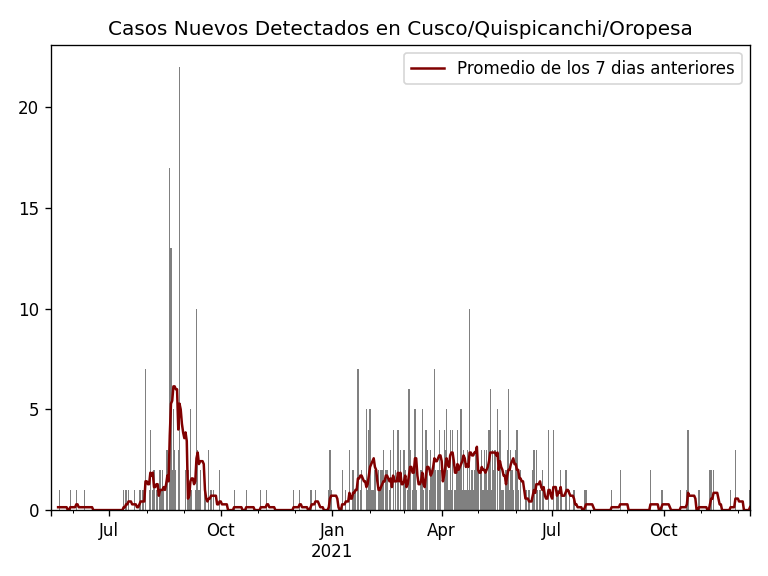 Casos Nuevos Detectados en Cusco/Quispicanchi/Oropesa
Promedio de los 7 dias anteriores
20
15
10
5
0
Jul
Oct
Jan
2021
Apr
Jul
Oct